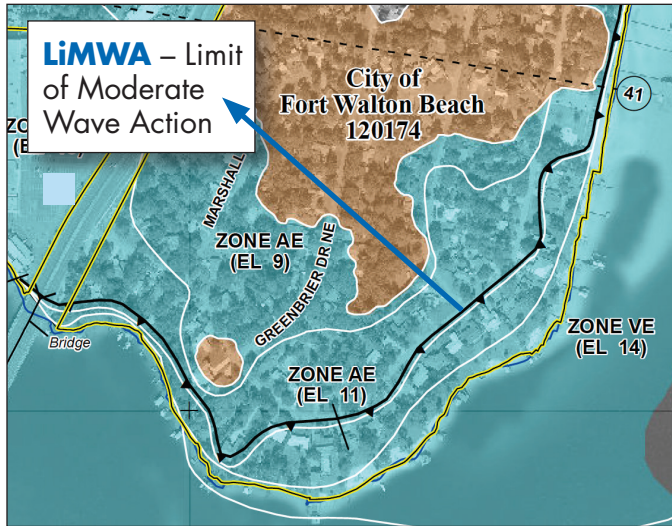 LiMWA – Limit
of Moderate
Wave Action
City of
Fort Walton Beach
120174
41
MARSHALL
ZONE AE
(EL 9)
GREENBRIER DR NE
Bridge
ZONE VE
(EL 14)
ZONE AE
(EL 11)